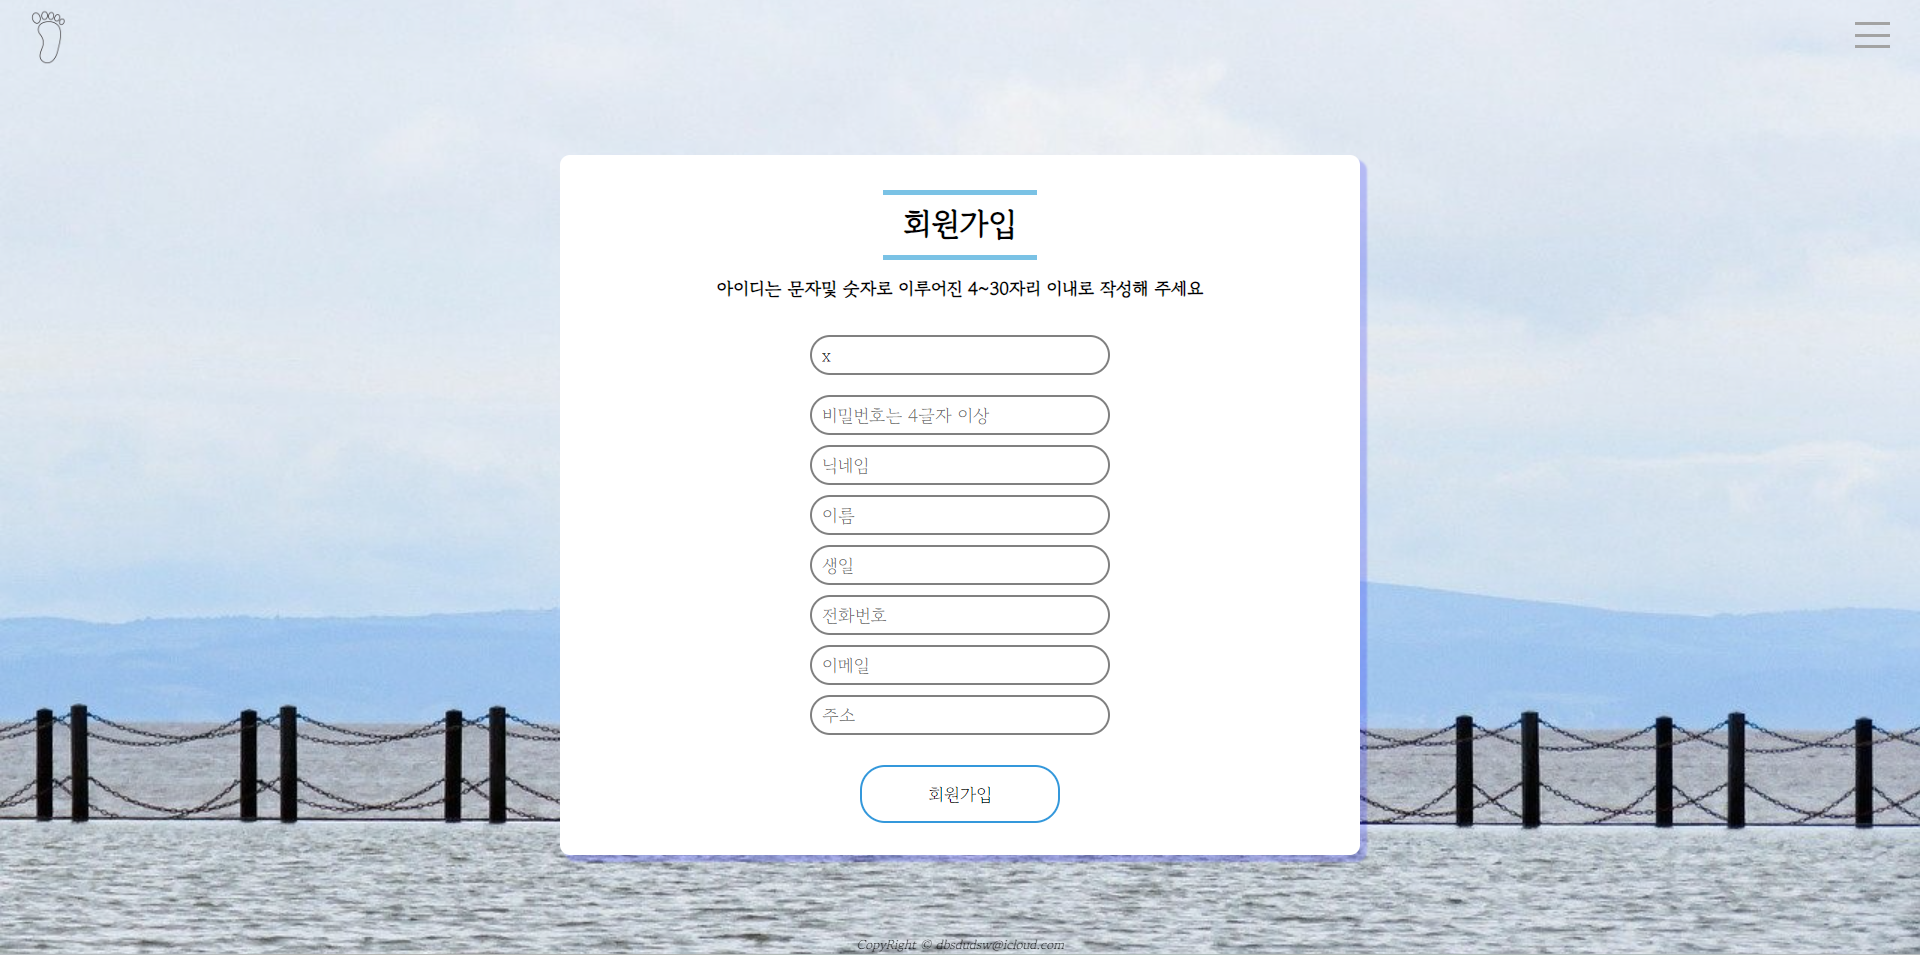 회원가입
아이디는 문자및 숫자로 이루어진 4~30자리 이내로 작성해 주세요
x
비밀번호는 4글자 이상
닉네임
이름
생일
전화번호
이메일
주소
회원가입
CopyRight © dbsdudsw@icloud.com